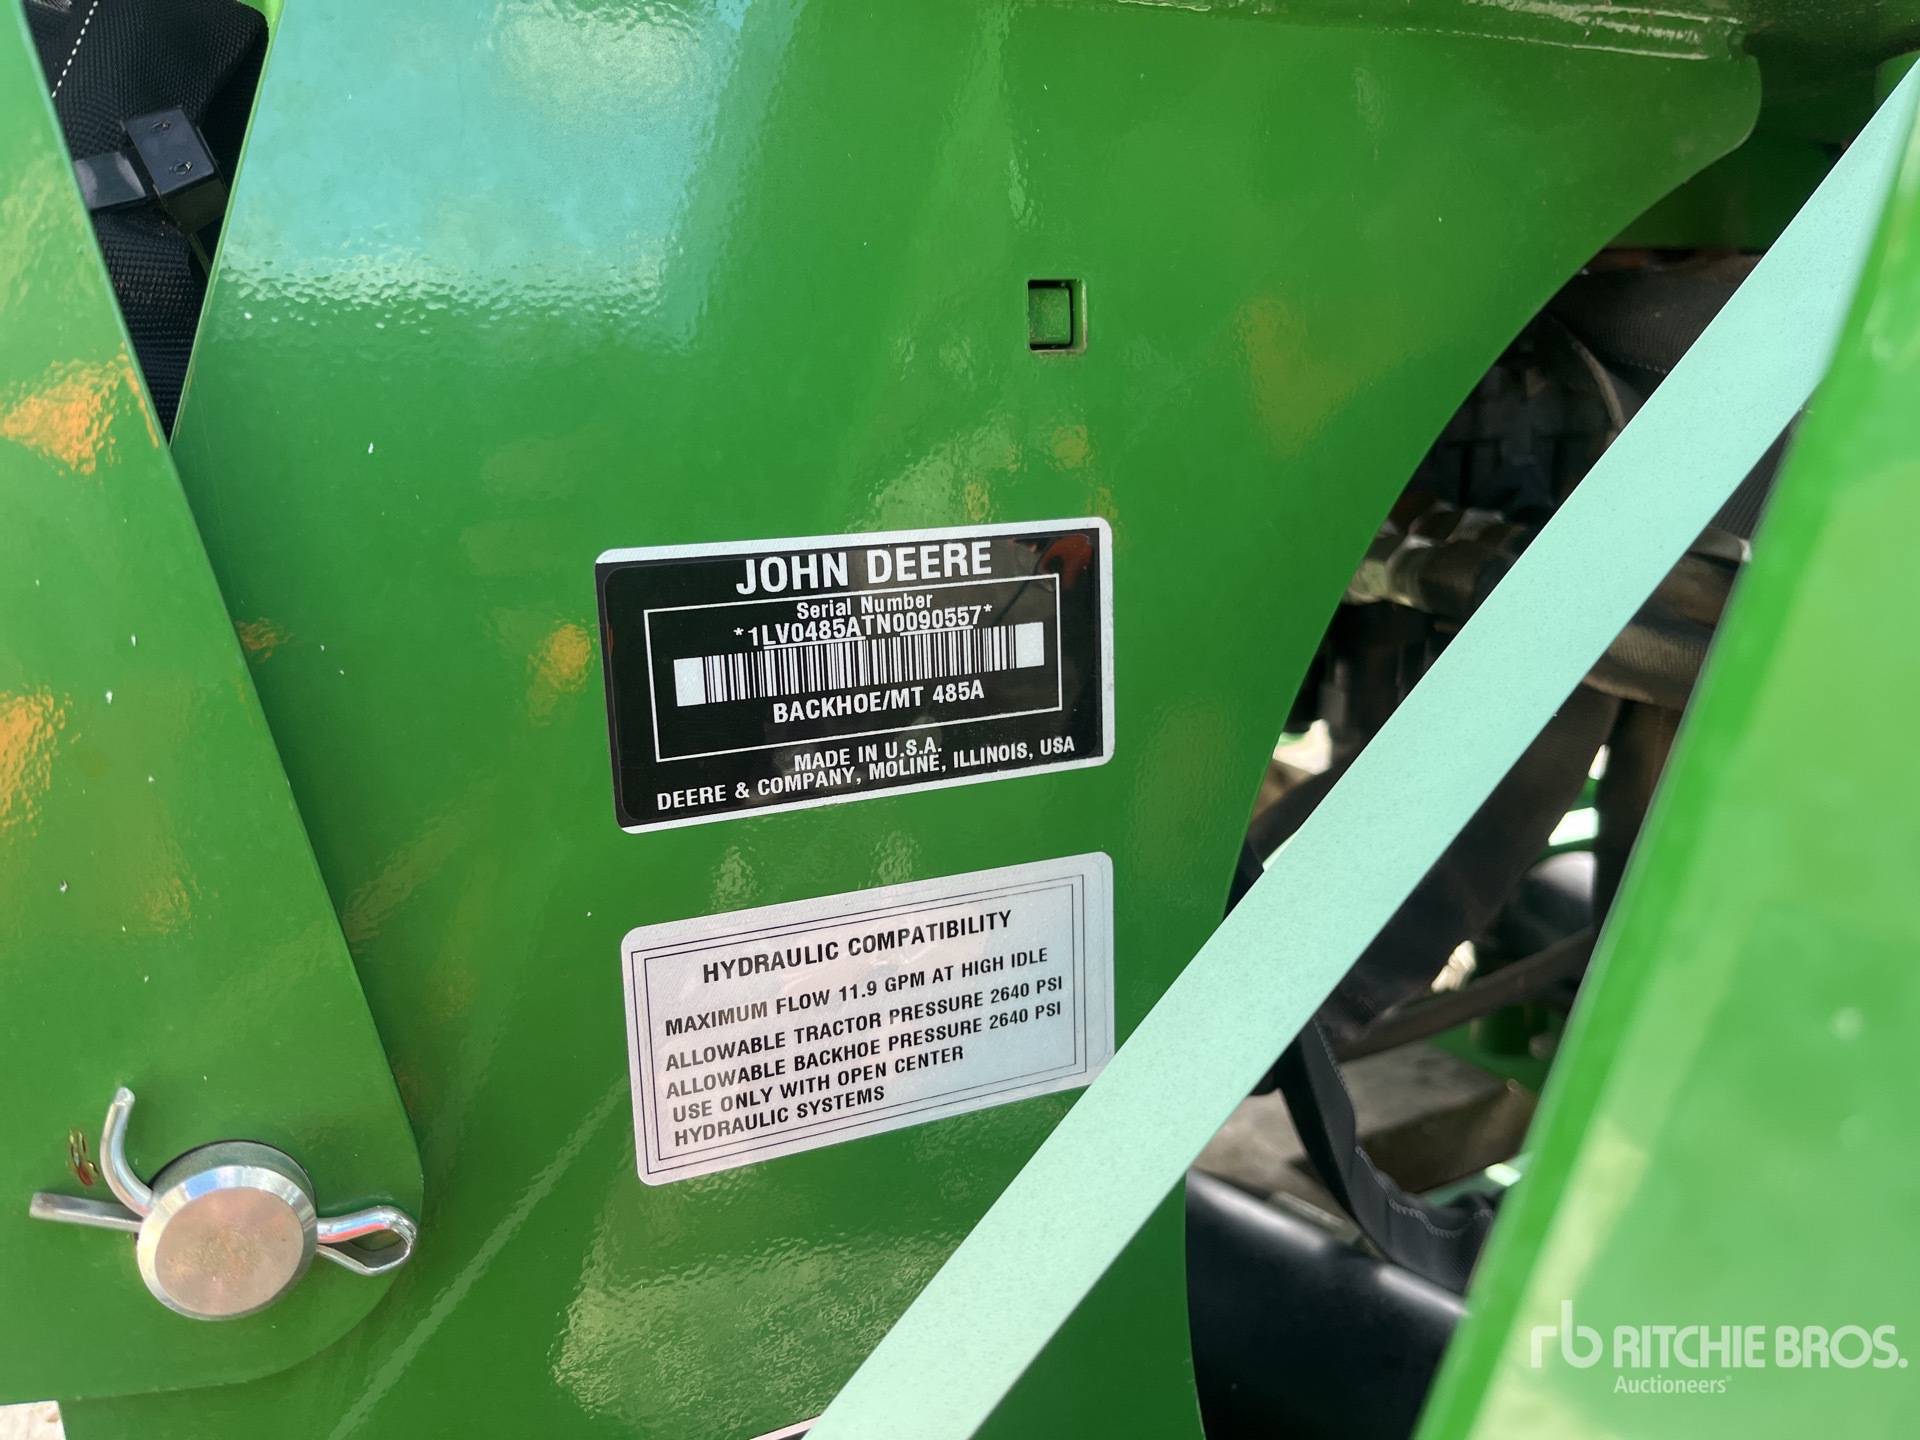 JOHN DEERE
Serial Number
*1LV0485ATN0090557*
BACKHOE/MT 485A
MADE IN U.S.A.
DEERE & COMPANY, MOLINE, ILLINOIS, USA
HYDRAULIC COMPATIBILITY
MAXIMUM FLOW 11.9 GPM AT HIGH IDLE
ALLOWABLE TRACTOR PRESSURE 2640 PSI
ALLOWABLE BACKHOE PRESSURE 2640 PSI
USE ONLY WITH OPEN CENTER
HYDRAULIC SYSTEMS
rb RITCHIE BROS.
Auctioneers